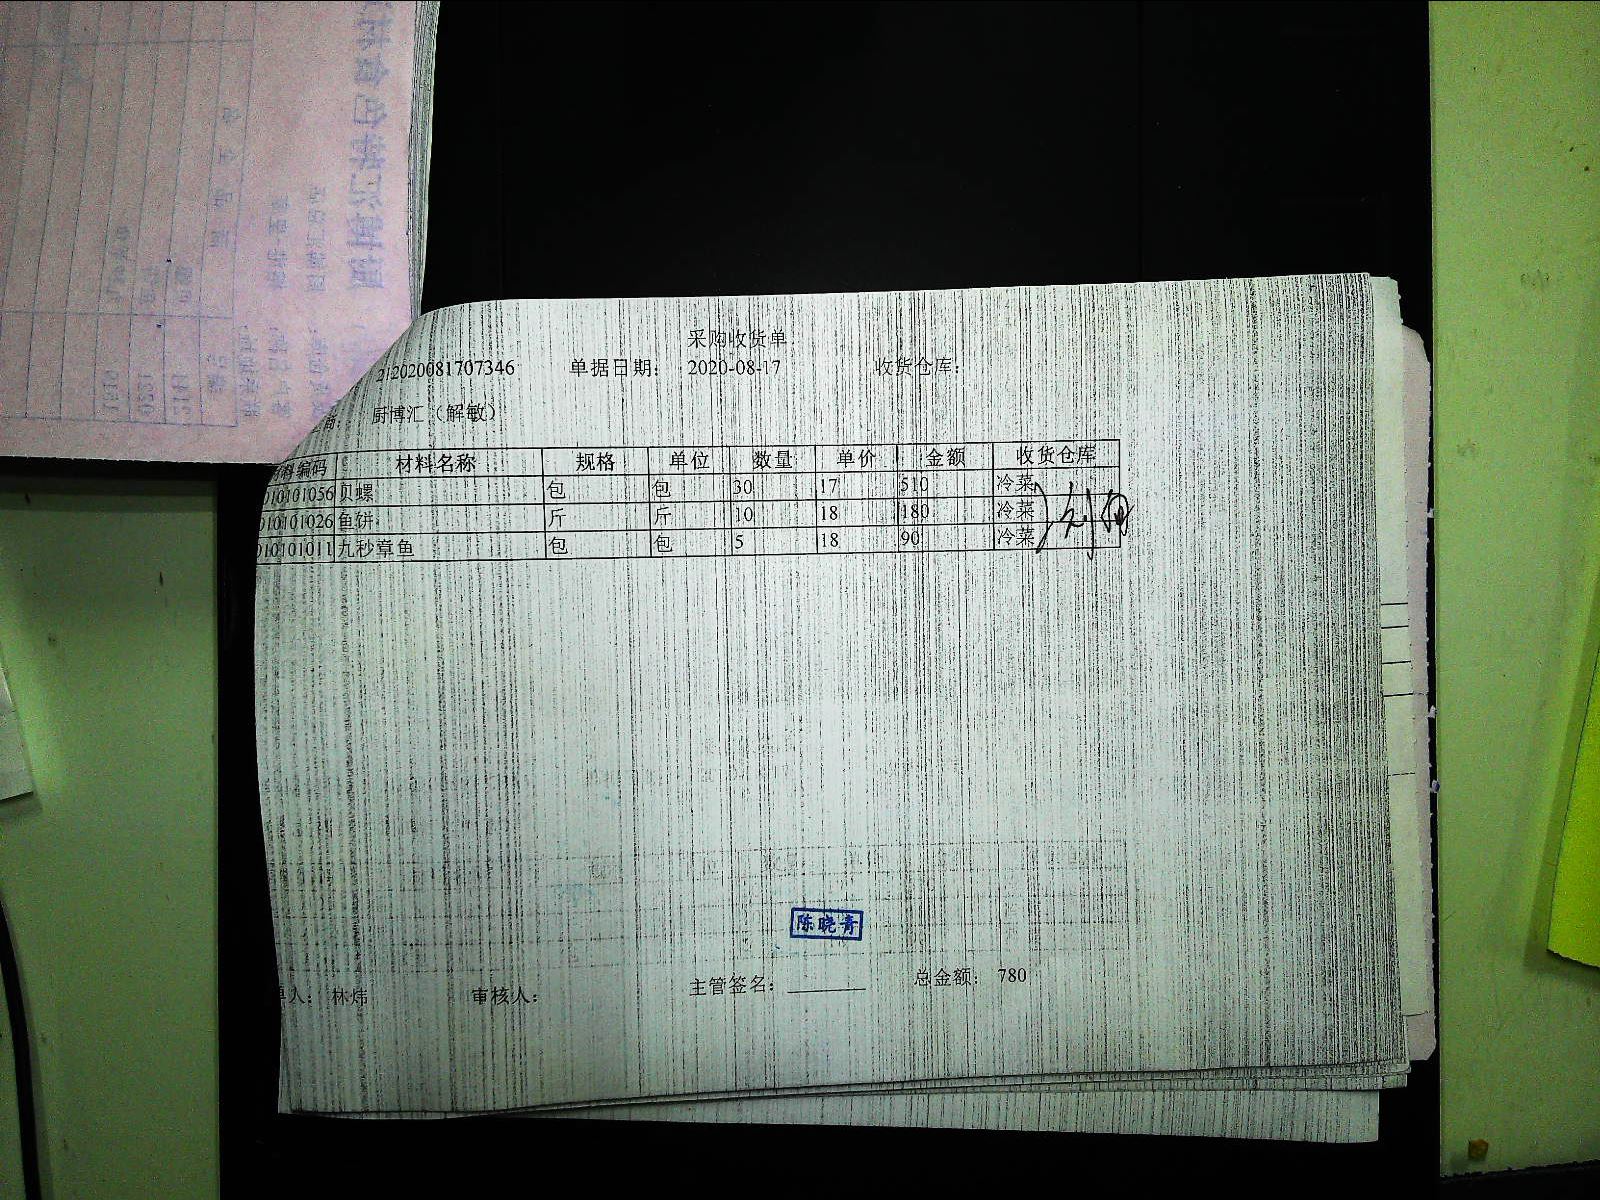 采购收货单
2020081707346 单据日期： 2020-08-17 收货仓库：
商： 厨博汇（解敏）
编码 材料名称 规格 单位 数量 单价 金额 收货仓库
010101056 贝螺 包 包 30 17 510 冷菜
010101026 鱼饼 斤 斤 10 18 180 冷菜
010101011 九秒章鱼 包 包 5 18 90 冷菜
陈晓青
单人： 林炜 审核人： 主管签名： 总金额： 780